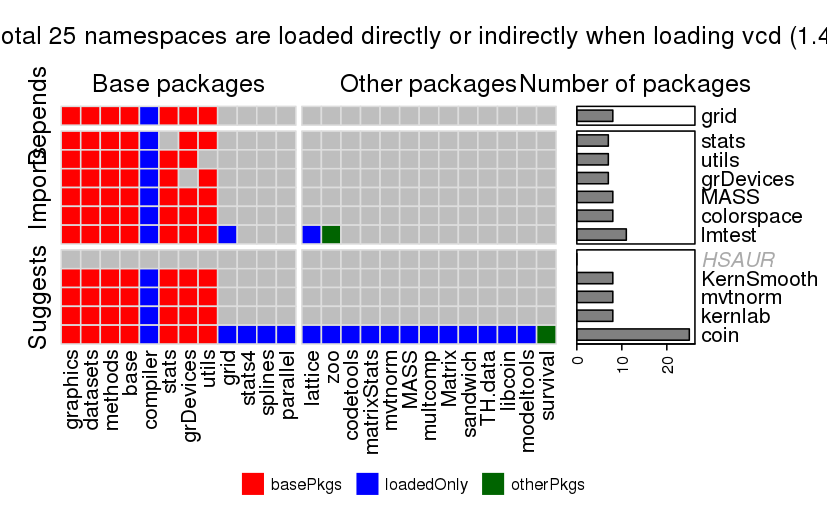 otal 25 namespaces are loaded directly or indirectly when loading vcd (1.4
Base packages
Other packages
Number of packages
Depends
Imports
Suggests
grid
stats
utils
grDevices
MASS
colorspace
lmtest
HSAUR
KernSmooth
mvtnorm
kernlab
coin
0
10
20
graphics
datasets
methods
base
compiler
stats
grDevices
utils
grid
stats4
splines
parallel
lattice
zoo
codetools
matrixStats
mvtnorm
MASS
multcomp
Matrix
sandwich
TH.data
libcoin
modeltools
survival
basePkgs
loadedOnly
otherPkgs